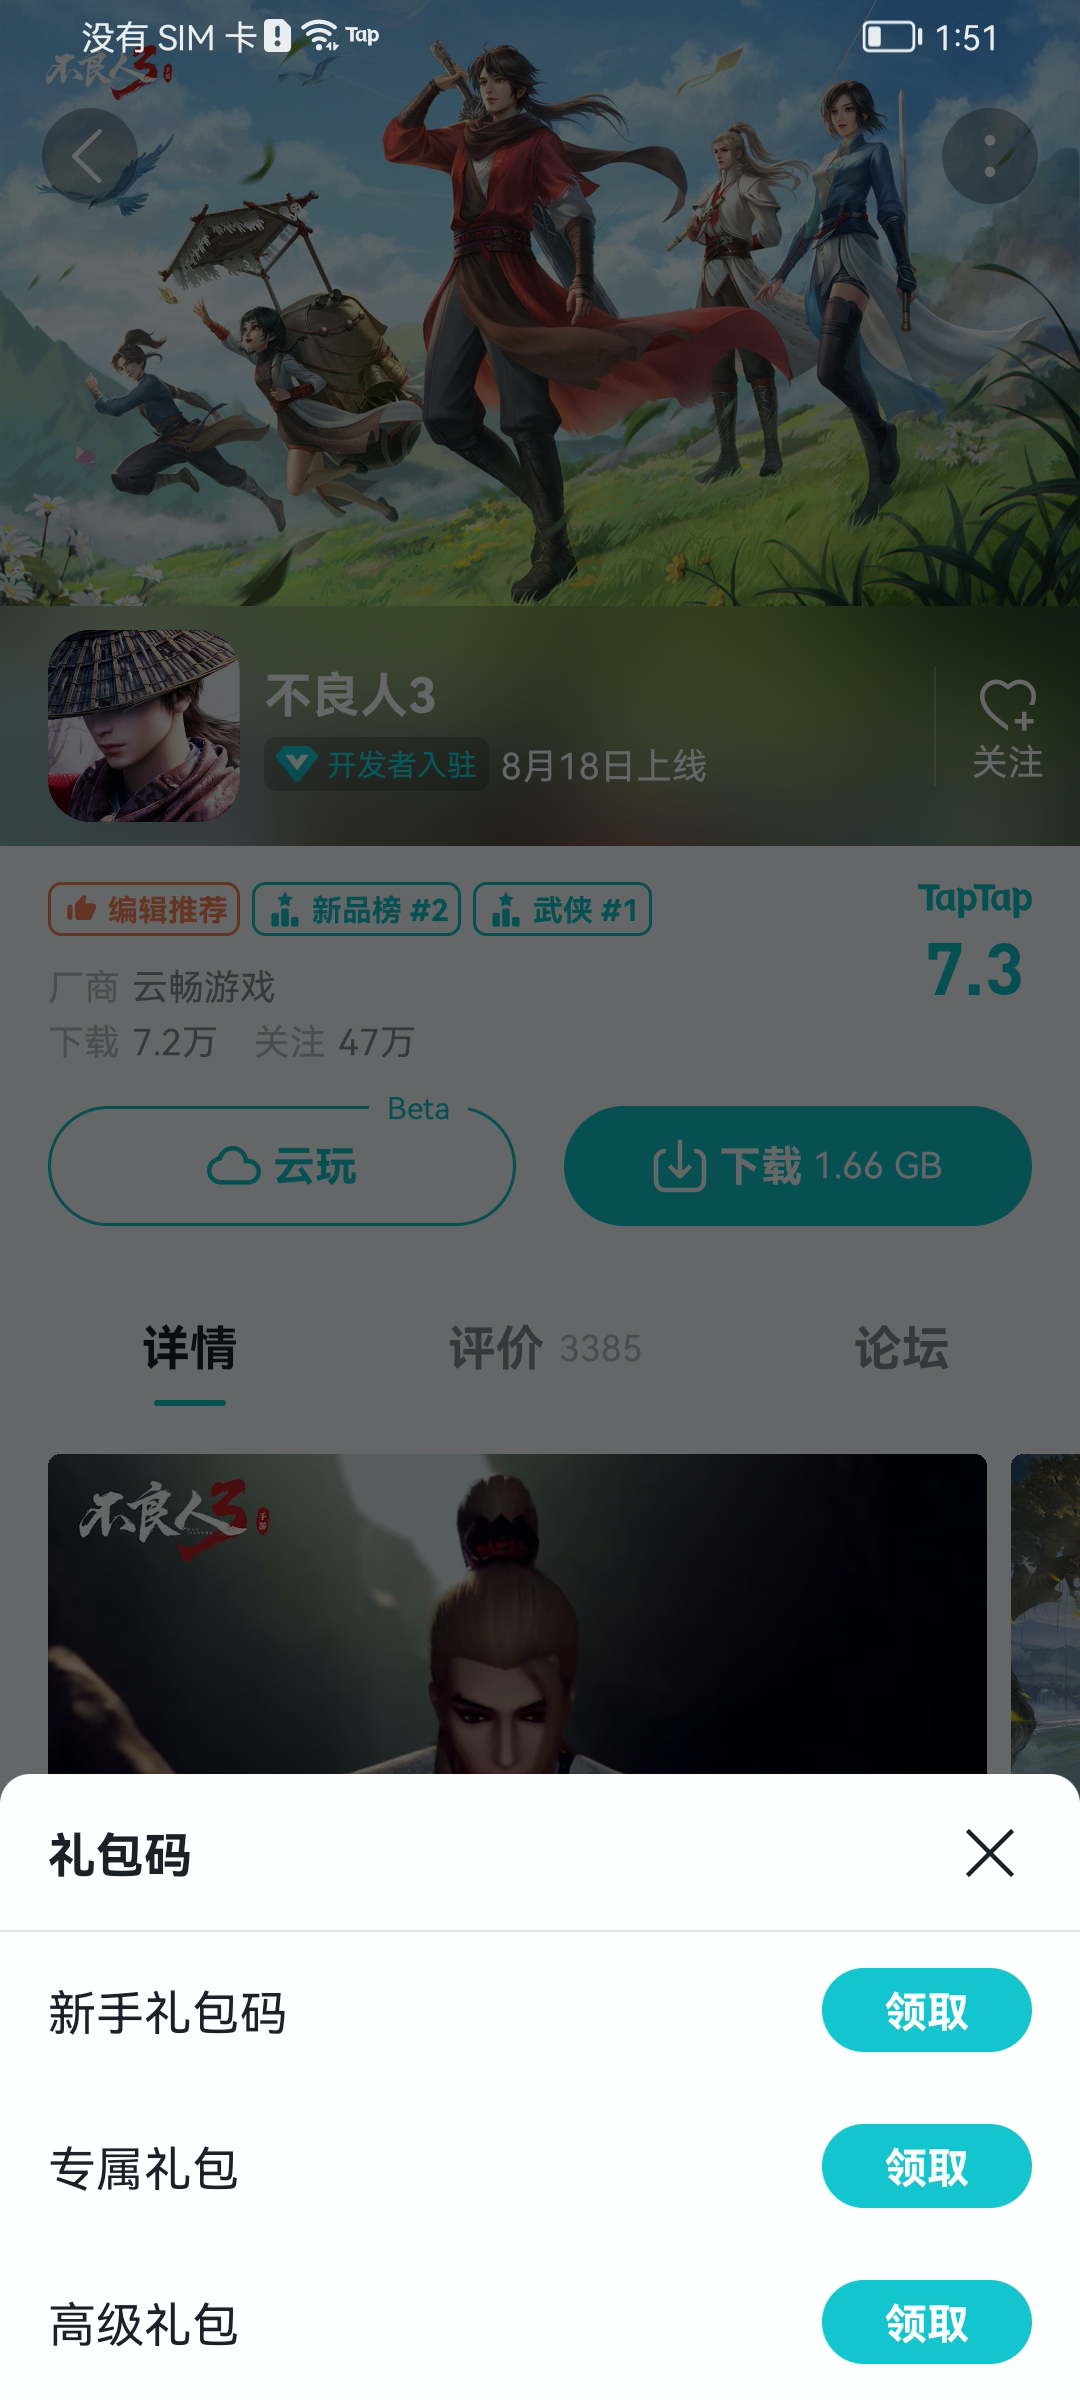 没有 SIM 卡 Tap 1:51
不良人3
不良人3
开发者入驻 8月18日上线
关注
编辑推荐 新品榜 #2 武侠 #1
TapTap
7.3
厂商 云畅游戏
下载 7.2万 关注 47万
Beta
云玩
下载 1.66 GB
详情 评价 3385 论坛
不良人3
手游
礼包码
新手礼包码 领取
专属礼包 领取
高级礼包 领取